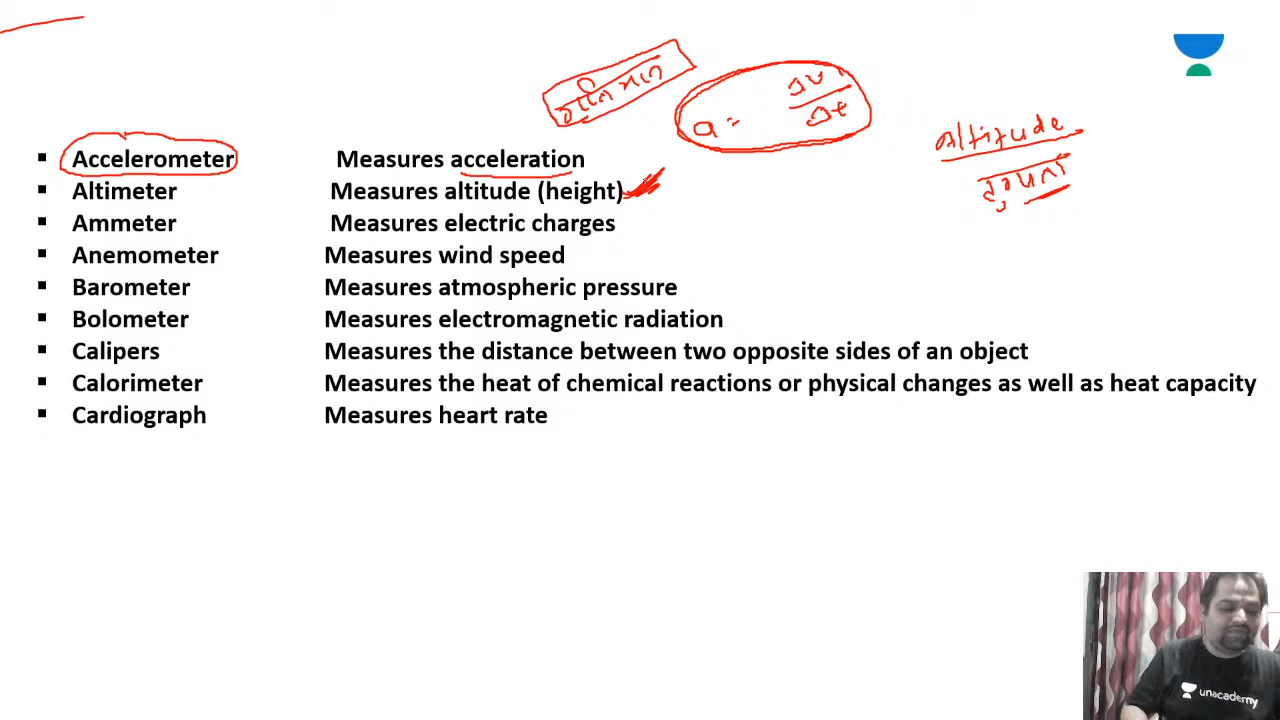 a = Δv / Δt
Altitude
Accelerometer Measures acceleration
Altimeter Measures altitude (height)
Ammeter Measures electric charges
Anemometer Measures wind speed
Barometer Measures atmospheric pressure
Bolometer Measures electromagnetic radiation
Calipers Measures the distance between two opposite sides of an object
Calorimeter Measures the heat of chemical reactions or physical changes as well as heat capacity
Cardiograph Measures heart rate
unacademy